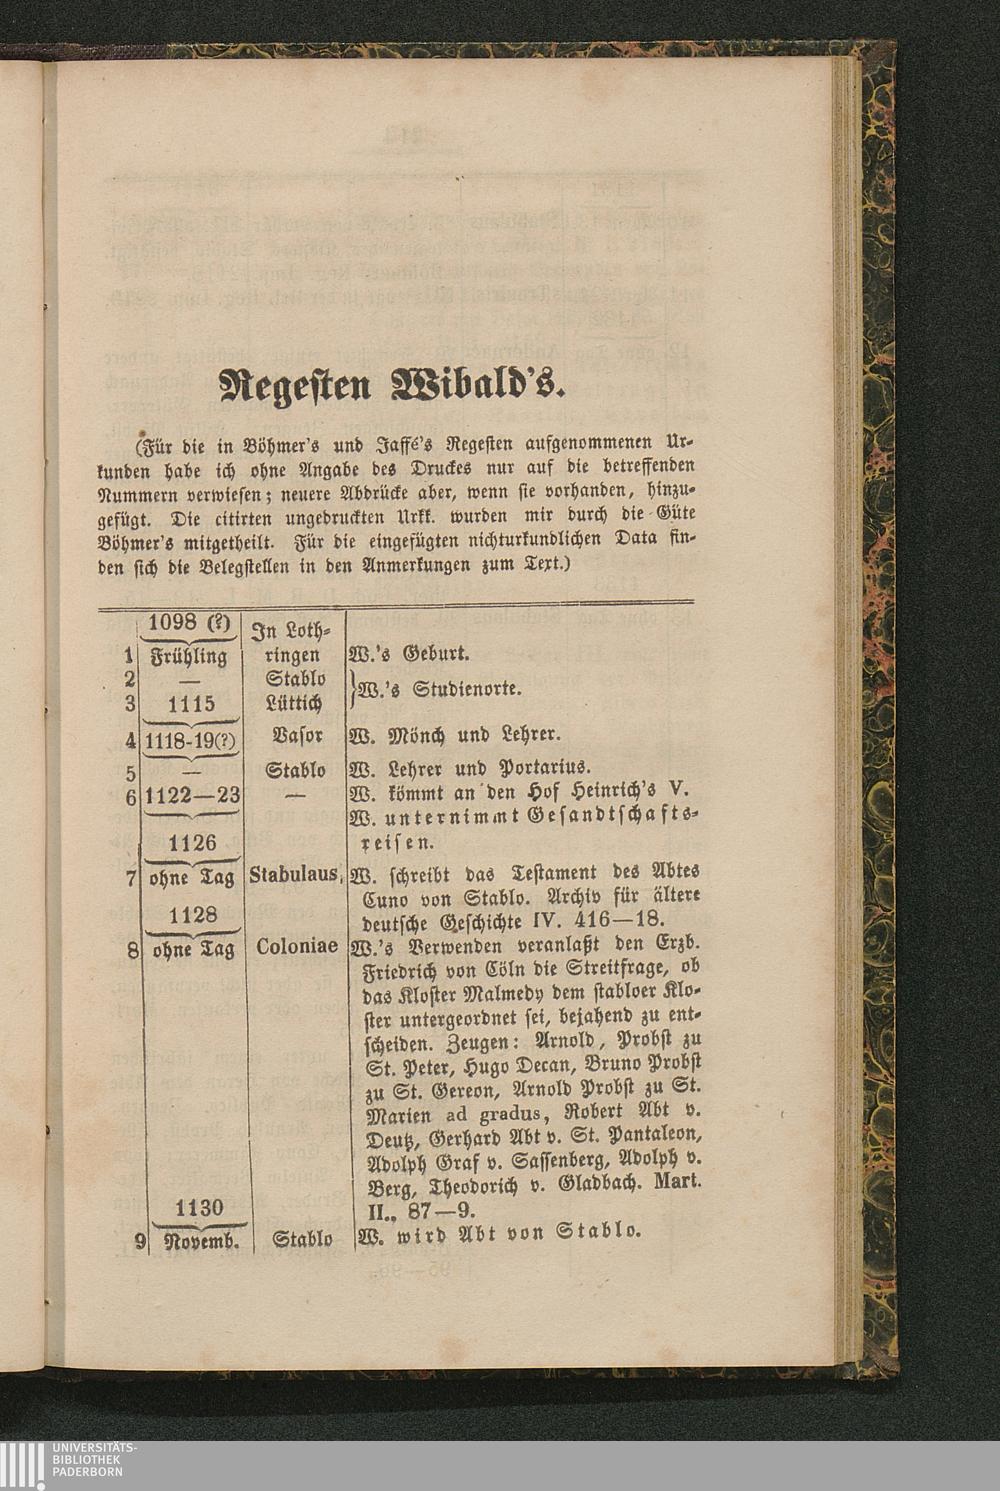 Regesten Wibald's.
(Für die in Böhmer's und Jaffé's Regesten aufgenommenen Ur-
kunden habe ich ohne Angabe des Druckes nur auf die betreffenden
Nummern verwiesen; neuere Abdrücke aber, wenn sie vorhanden, hinzu-
gefügt. Die citirten ungedruckten Urkk. wurden mir durch die Güte
Böhmer's mitgetheilt. Für die eingefügten nichturkundlichen Data fin-
den sich die Belegstellen in den Anmerkungen zum Text.)
1098 (?) In Loth-
1 Frühling ringen W.'s Geburt.
2 — Stablo
W.'s Studienorte.
3 1115 Lüttich
4 1118-19(?) Vasor W. Mönch und Lehrer.
5 — Stablo W. Lehrer und Portarius.
6 1122—23 — W. kömmt an den Hof Heinrich's V.
W. unternimmt Gesandtschafts-
1126 reisen.
7 ohne Tag Stabulaus, W. schreibt das Testament des Abtes
Cuno von Stablo. Archiv für ältere
1128 deutsche Geschichte IV. 416—18.
8 ohne Tag Coloniae W.'s Verwenden veranlaßt den Erzb.
Friedrich von Cöln die Streitfrage, ob
das Kloster Malmedy dem stabloer Klo-
ster untergeordnet sei, bejahend zu ent-
scheiden. Zeugen: Arnold, Probst zu
St. Peter, Hugo Decan, Bruno Probst
zu St. Gereon, Arnold Probst zu St.
Marien ad gradus, Robert Abt v.
Deutz, Gerhard Abt v. St. Pantaleon,
Adolph Graf v. Sassenberg, Adolph v.
Berg, Theodorich v. Gladbach. Mart.
1130 II., 87—9.
9 Novemb. Stablo W. wird Abt von Stablo.
UNIVERSITÄTS-
BIBLIOTHEK
PADERBORN